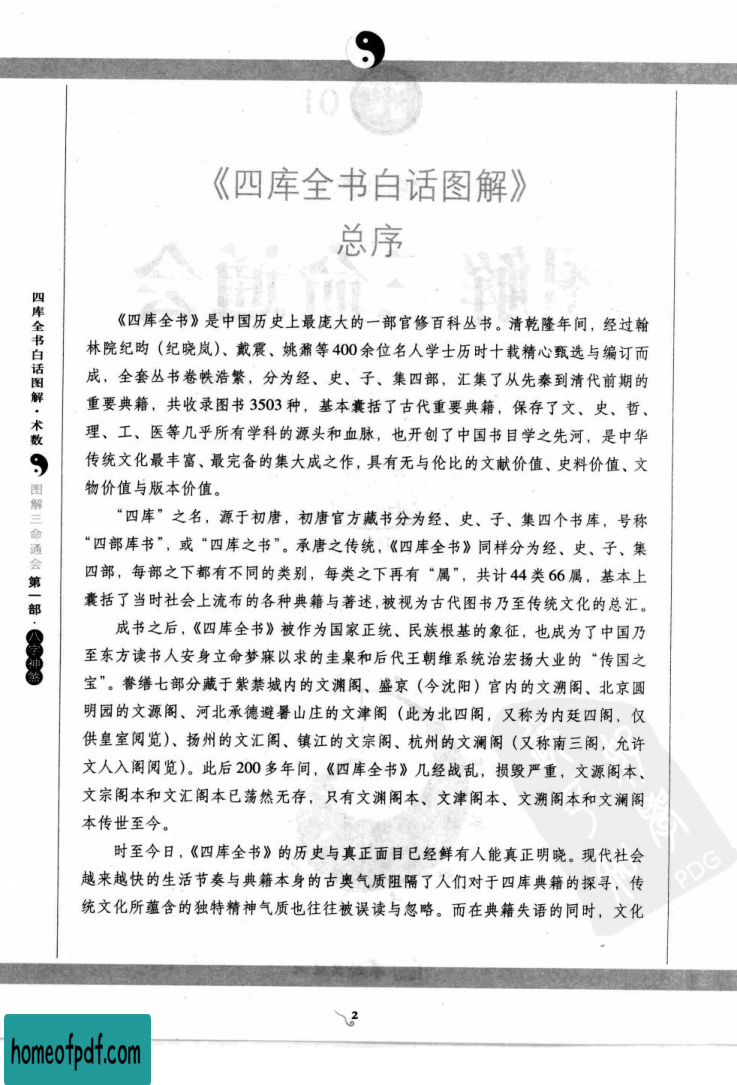 《四库全书白话图解》
总序
四库全书白话图解·术数
图解三命通会
第一部·八字神煞
《四库全书》是中国历史上最庞大的一部官修百科丛书。清乾隆年间，经过翰
林院纪昀（纪晓岚）、戴震、姚鼐等400余位名人学士历时十载精心甄选与编订而
成，全套丛书卷帙浩繁，分为经、史、子、集四部，汇集了从先秦到清代前期的
重要典籍，共收录图书3503种，基本囊括了古代重要典籍，保存了文、史、哲、
理、工、医等几乎所有学科的源头和血脉，也开创了中国书目学之先河，是中华
传统文化最丰富、最完备的集大成之作，具有无与伦比的文献价值、史料价值、文
物价值与版本价值。
“四库”之名，源于初唐，初唐官方藏书分为经、史、子、集四个书库，号称
“四部库书”，或“四库之书”。承唐之传统，《四库全书》同样分为经、史、子、集
四部，每部之下都有不同的类别，每类之下再有“属”，共计44类66属，基本上
囊括了当时社会上流布的各种典籍与著述，被视为古代图书乃至传统文化的总汇。
成书之后，《四库全书》被作为国家正统、民族根基的象征，也成为了中国乃
至东方读书人安身立命梦寐以求的圭臬和后代王朝维系统治宏扬大业的“传国之
宝”。誊缮七部分藏于紫禁城内的文渊阁、盛京（今沈阳）宫内的文溯阁、北京圆
明园的文源阁、河北承德避暑山庄的文津阁（此为北四阁，又称为内廷四阁，仅
供皇室阅览）、扬州的文汇阁、镇江的文宗阁、杭州的文澜阁（又称南三阁，允许
文人入阁阅览）。此后200多年间，《四库全书》几经战乱，损毁严重，文源阁本、
文宗阁本和文汇阁本已荡然无存，只有文渊阁本、文津阁本、文溯阁本和文澜阁
本传世至今。
时至今日，《四库全书》的历史与真正面目已经鲜有人能真正明晓。现代社会
越来越快的生活节奏与典籍本身的古奥气质阻隔了人们对于四库典籍的探寻，传
统文化所蕴含的独特精神气质也往往被误读与忽略。而在典籍失语的同时，文化
PDG
2
homeofpdf.com